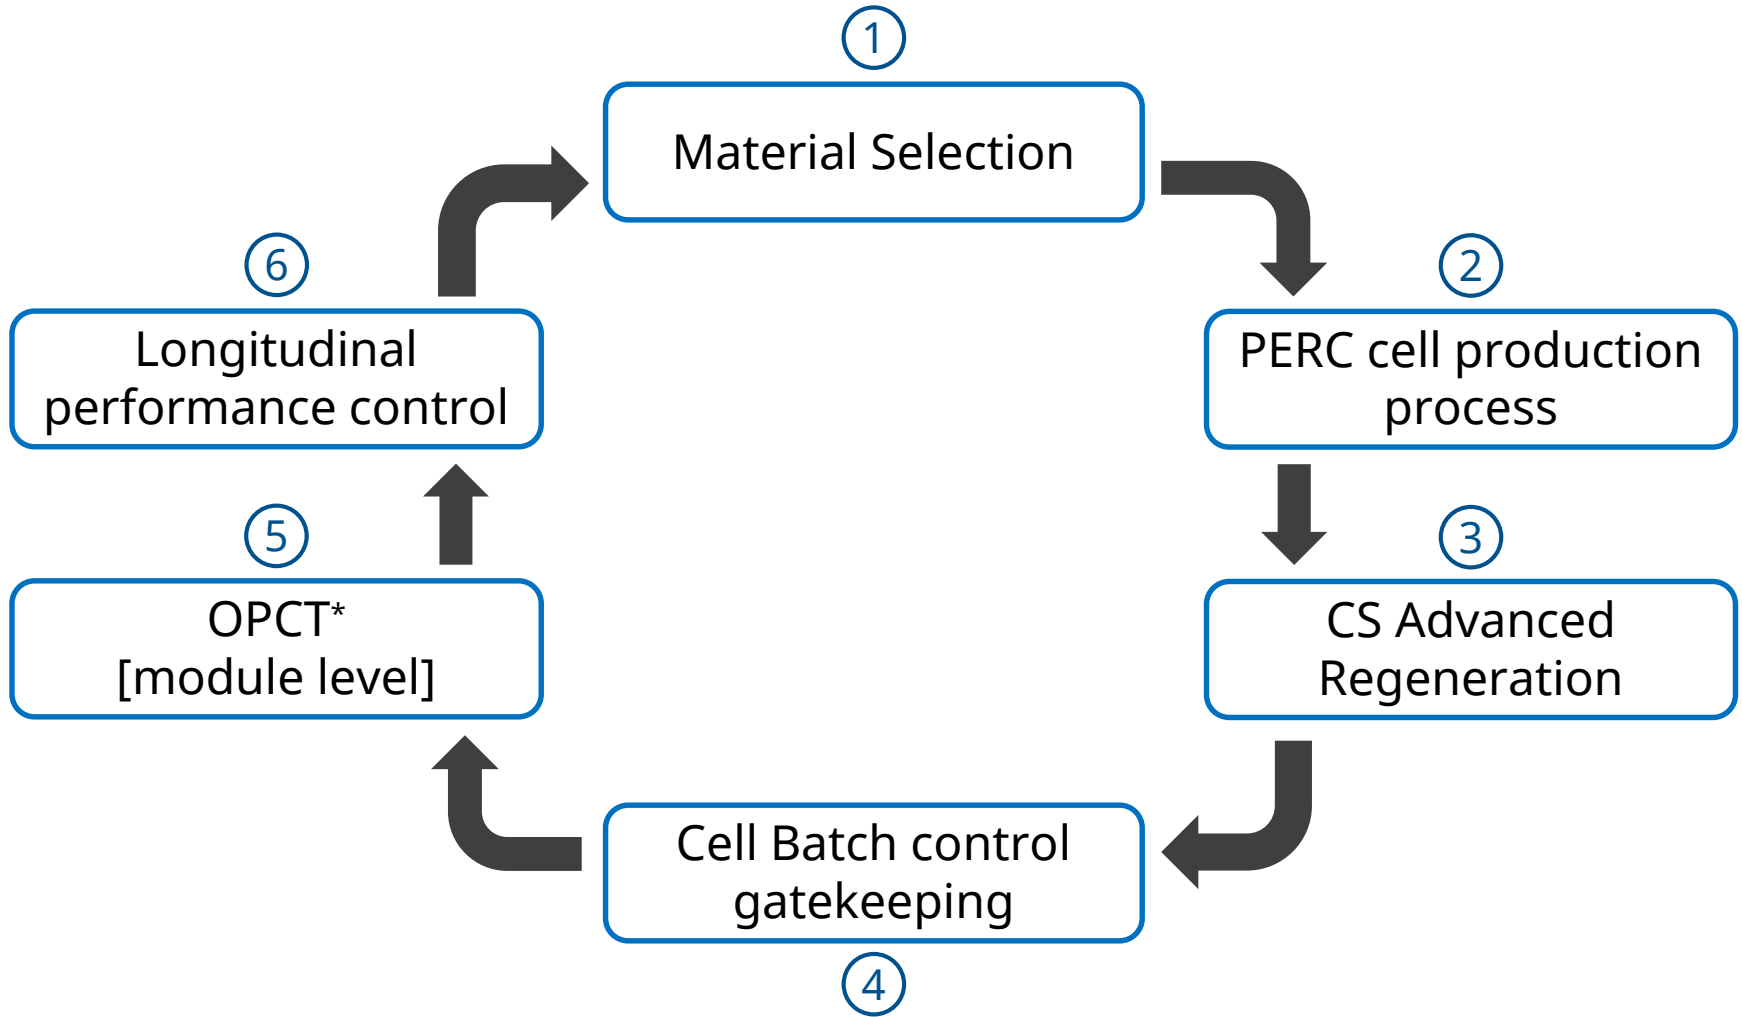 1
Material Selection
2
PERC cell production
process
3
CS Advanced
Regeneration
4
Cell Batch control
gatekeeping
5
OPCT*
[module level]
6
Longitudinal
performance control